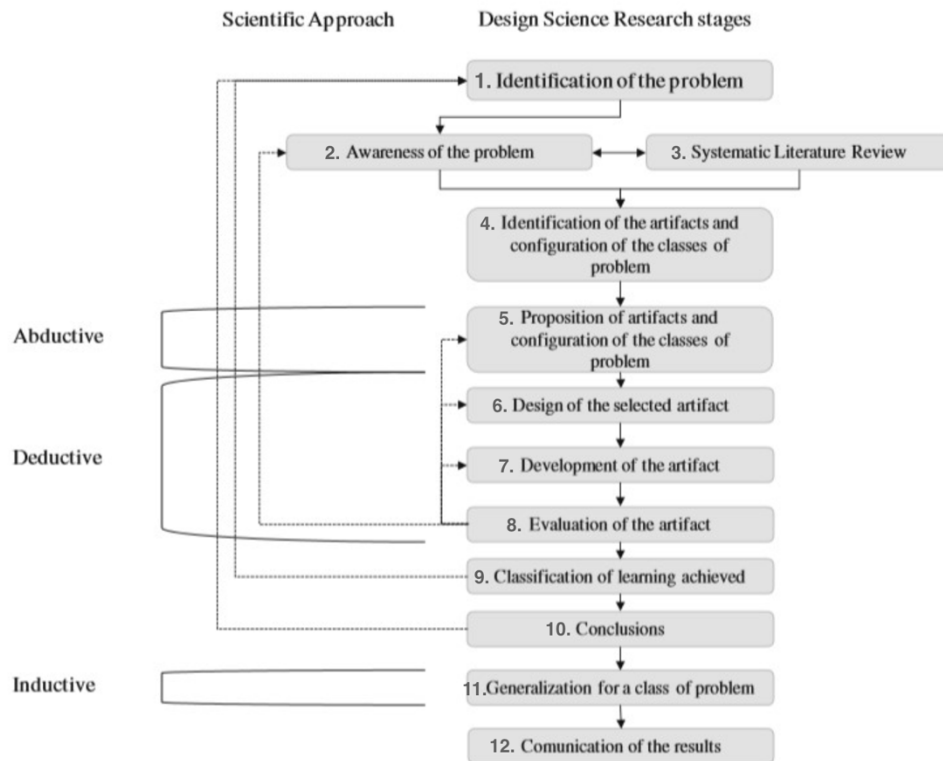 Scientific Approach
Design Science Research stages
1. Identification of the problem
2. Awareness of the problem
3. Systematic Literature Review
4. Identification of the artifacts and
configuration of the classes of
problem
Abductive
5. Proposition of artifacts and
configuration of the classes of
problem
6. Design of the selected artifact
Deductive
7. Development of the artifact
8. Evaluation of the artifact
9. Classification of learning achieved
10. Conclusions
Inductive
11.Generalization for a class of problem
12. Comunication of the results